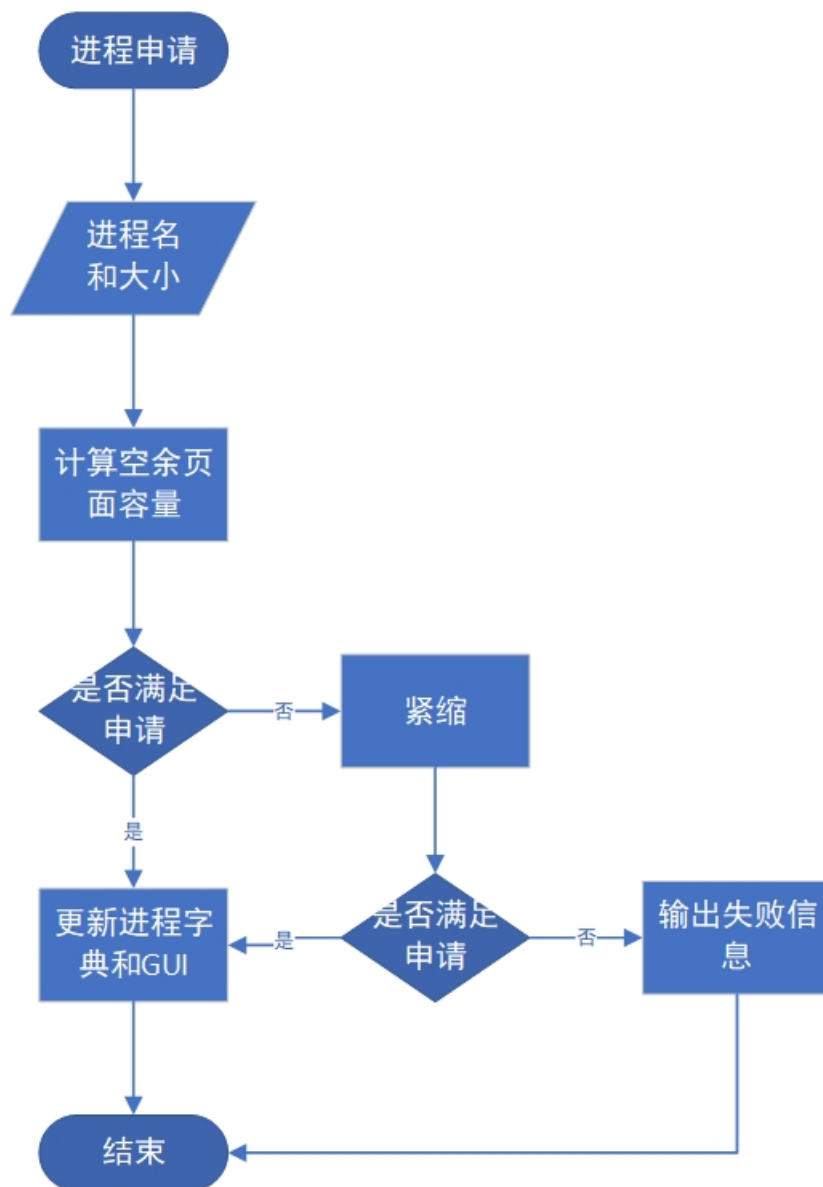 进程申请
进程名
和大小
计算空余页
面容量
是否满足
申请
否
紧缩
是
更新进程字
典和GUI
是
是否满足
申请
否
输出失败信
息
结束